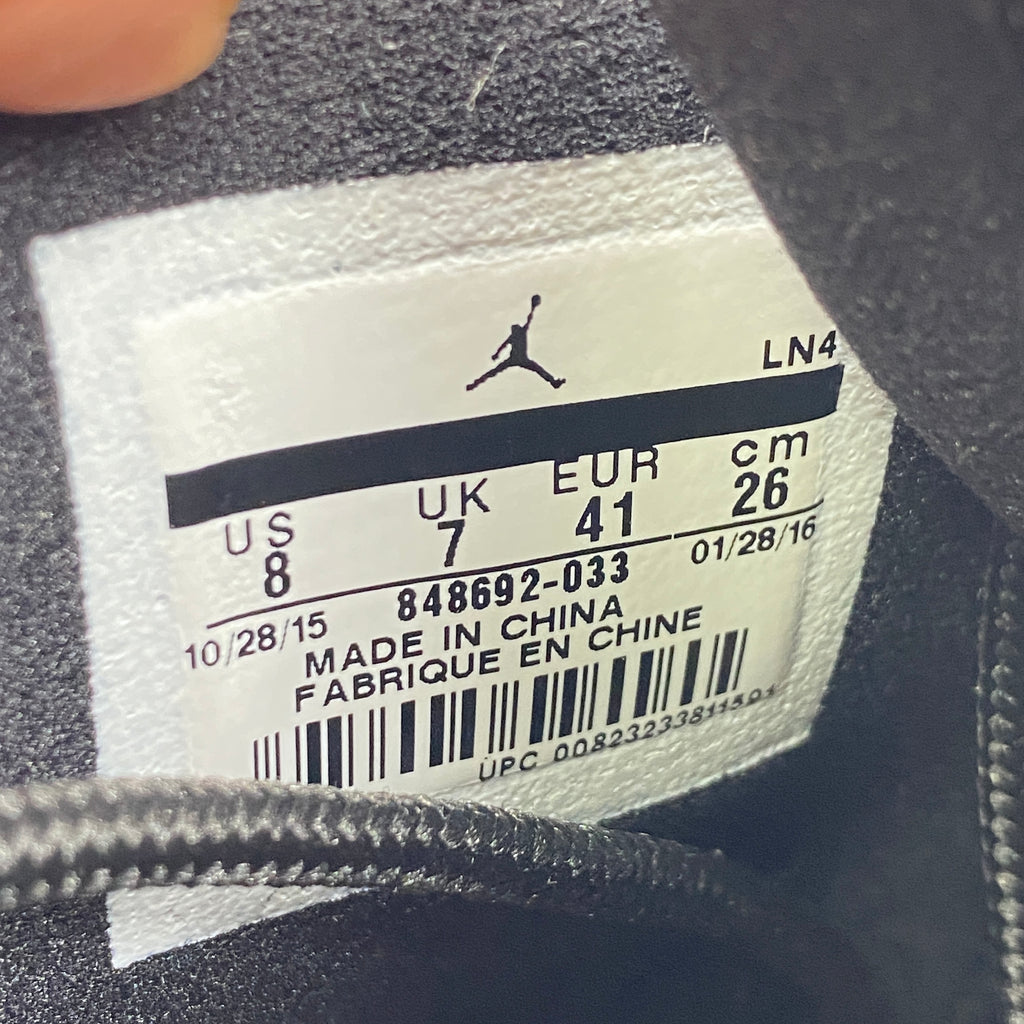 LN4
US UK EUR cm
8 7 41 26
10/28/15 848692-033 01/28/16
MADE IN CHINA
FABRIQUE EN CHINE
UPC 00823233811501